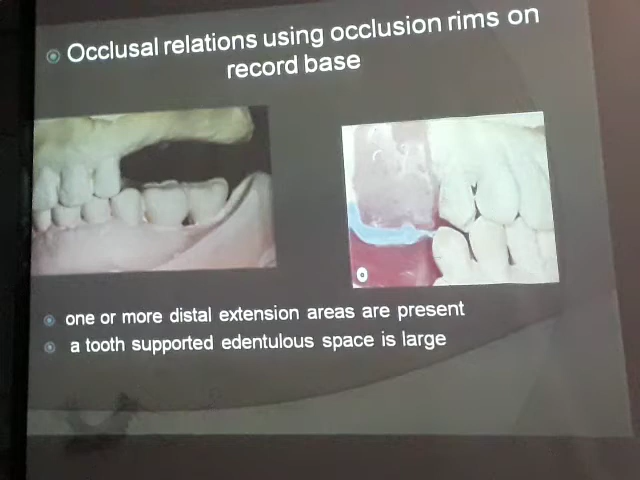 Occlusal relations using occlusion rims on
record base
one or more distal extension areas are present
a tooth supported edentulous space is large